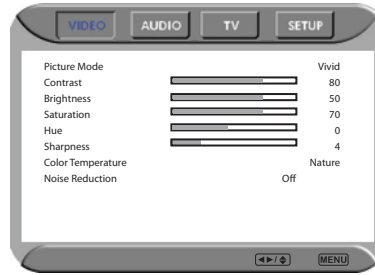 VIDEO AUDIO TV SETUP
Picture Mode Vivid
Contrast 80
Brightness 50
Saturation 70
Hue 0
Sharpness 4
Color Temperature Nature
Noise Reduction Off
◄►/▲▼ MENU